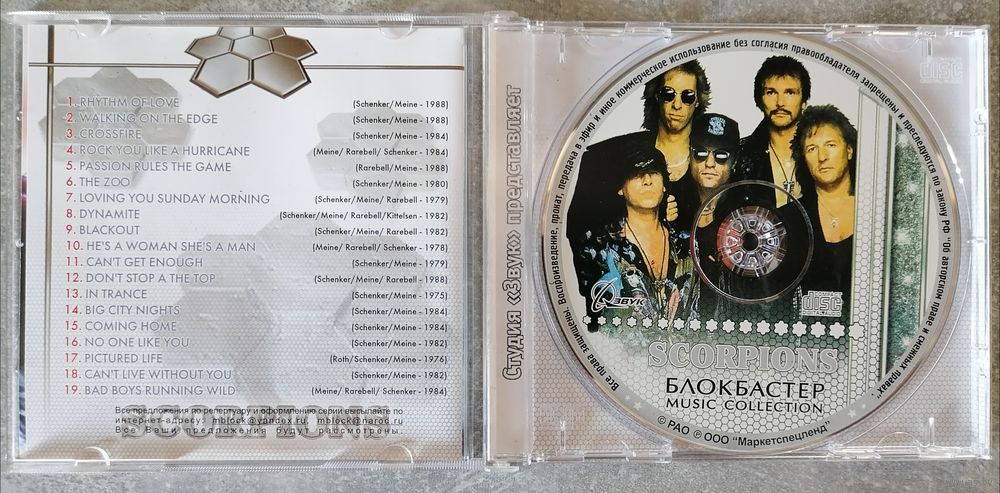 1. RHYTHM OF LOVE (Schenker/Meine - 1988)
2. WALKING ON THE EDGE (Schenker/Meine - 1988)
3. CROSSFIRE (Schenker/Meine - 1984)
4. ROCK YOU LIKE A HURRICANE (Meine/ Rarebell/ Schenker - 1984)
5. PASSION RULES THE GAME (Rarebell/Meine - 1988)
6. THE ZOO (Schenker/Meine - 1980)
7. LOVING YOU SUNDAY MORNING (Schenker/Meine/ Rarebell - 1979)
8. DYNAMITE (Schenker/Meine/ Rarebell/Kittelsen - 1982)
9. BLACKOUT (Schenker/Meine/ Rarebell - 1982)
10. HE'S A WOMAN SHE'S A MAN (Meine/ Rarebell/ Schenker - 1978)
11. CAN'T GET ENOUGH (Schenker/Meine - 1979)
12. DON'T STOP A THE TOP (Schenker/Meine/ Rarebell - 1988)
13. IN TRANCE (Schenker/Meine - 1975)
14. BIG CITY NIGHTS (Schenker/Meine - 1984)
15. COMING HOME (Schenker/Meine - 1984)
16. NO ONE LIKE YOU (Schenker/Meine - 1982)
17. PICTURED LIFE (Roth/Schenker/Meine - 1976)
18. CAN'T LIVE WITHOUT YOU (Schenker/Meine - 1982)
19. BAD BOYS RUNNING WILD (Meine/ Rarebell/ Schenker - 1984)
Все предложения по репертуару и оформлению серии высылайте по
интернет-адресу: mblock@yandex.ru, mblock@narod.ru
Все Ваши предложения будут рассмотрены.
SCORPIONS
Студия «Звук» представляет
Все права защищены. Воспроизведение, прокат, передача в эфир и иное коммерческое использование без согласия правообладателя запрещены и преследуются по закону РФ "Об авторском праве и смежных правах"
ЗВУК
COMPACT
disc
DIGITAL AUDIO
SCORPIONS
БЛОКБАСТЕР
MUSIC COLLECTION
© РАО ℗ ООО "Маркетспецленд"
disc